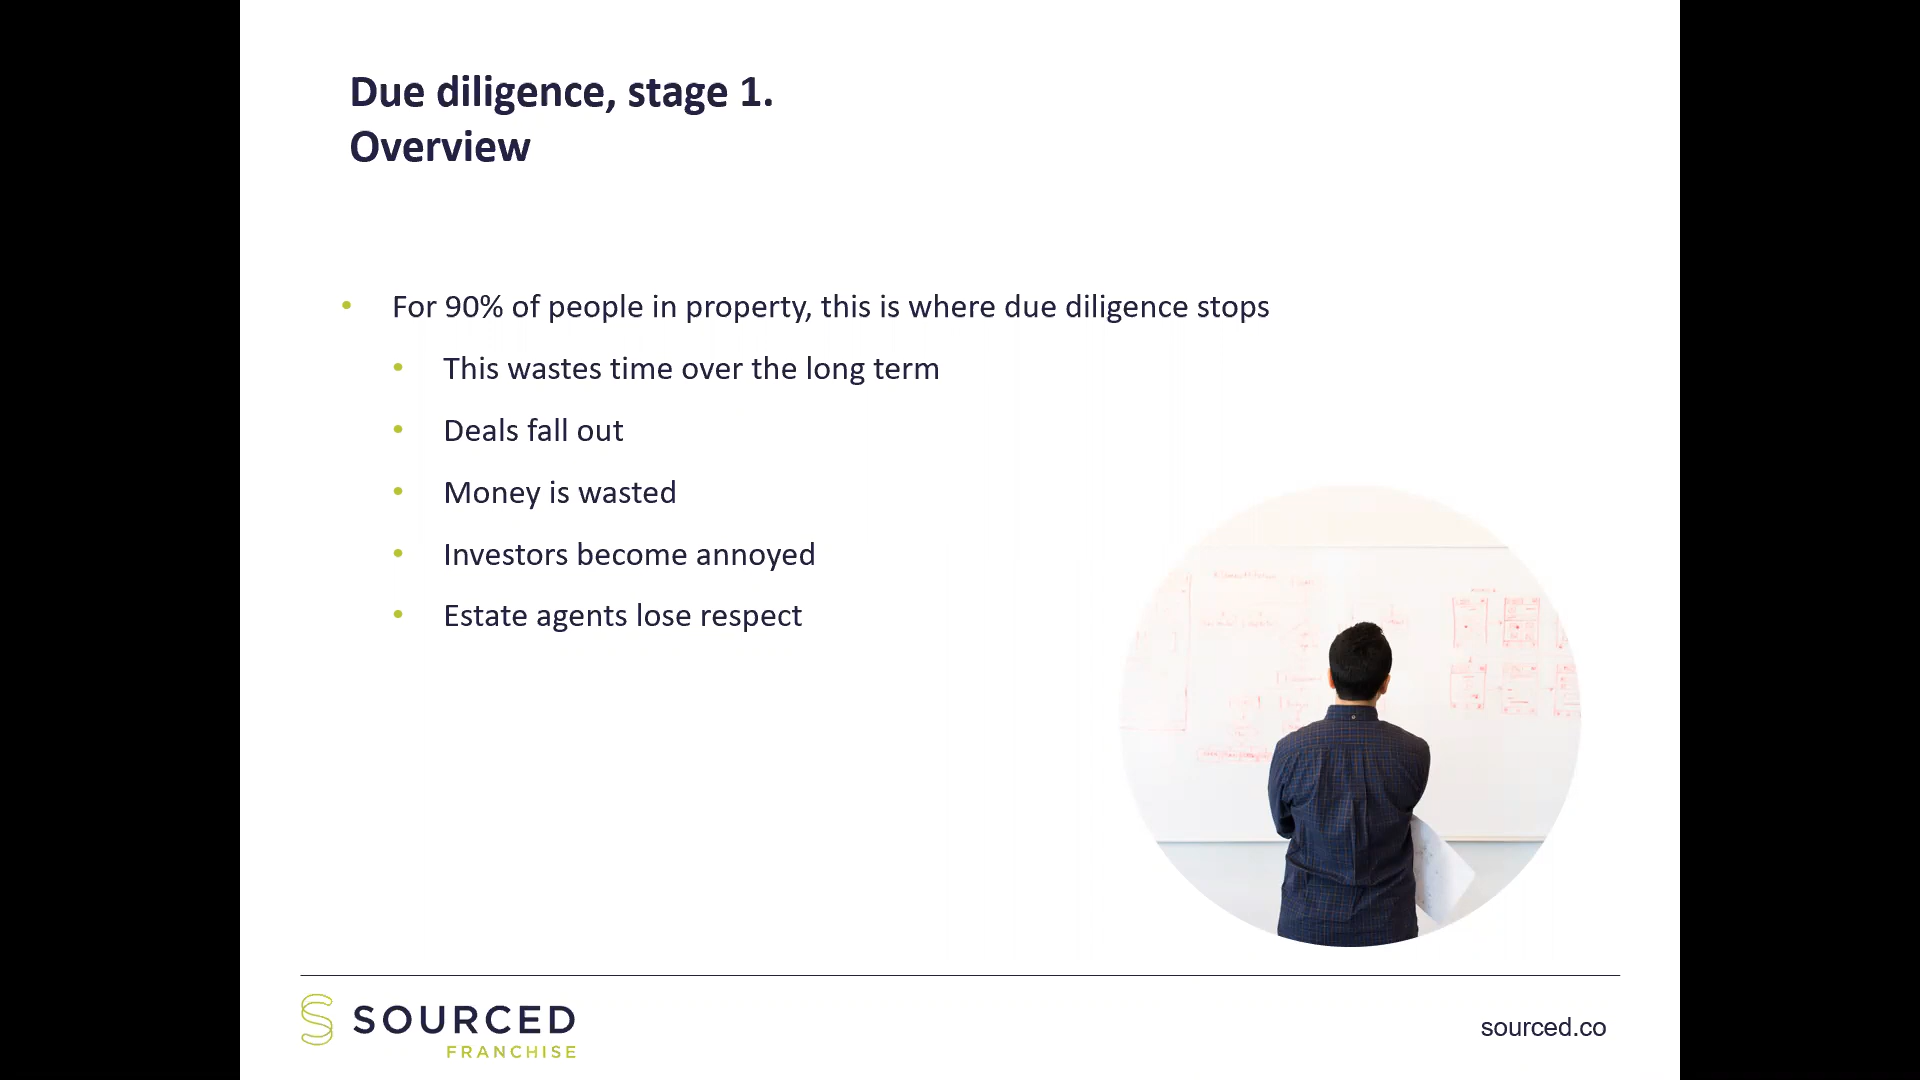 Due diligence, stage 1.
Overview
• For 90% of people in property, this is where due diligence stops
• This wastes time over the long term
• Deals fall out
• Money is wasted
• Investors become annoyed
• Estate agents lose respect
SOURCED
FRANCHISE
sourced.co